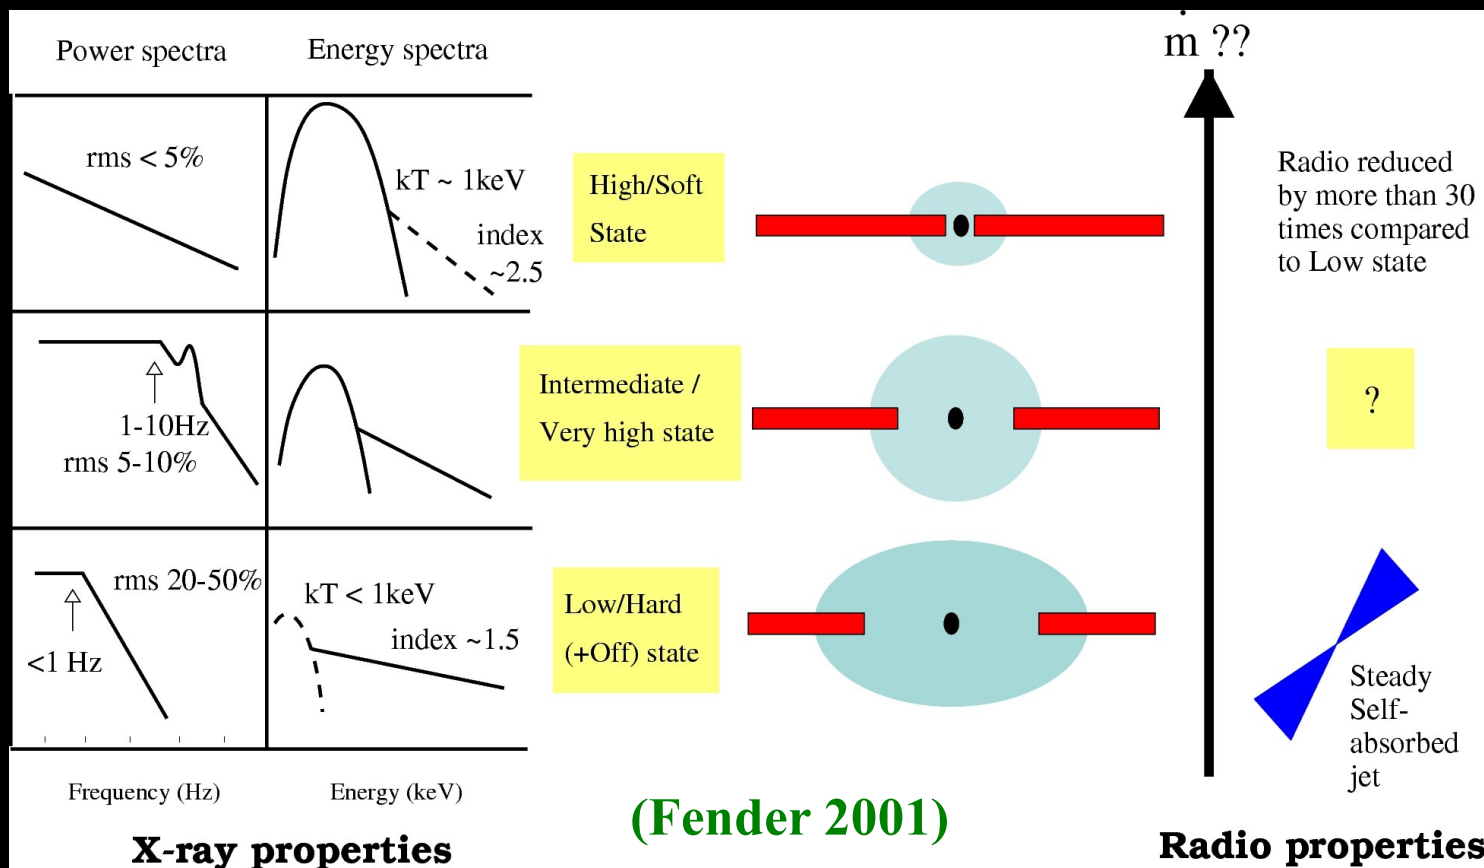 Power spectra
Energy spectra
ṁ ??
rms < 5%
kT ~ 1keV
index
~2.5
High/Soft
State
Radio reduced
by more than 30
times compared
to Low state
1-10Hz
rms 5-10%
Intermediate /
Very high state
?
rms 20-50%
<1 Hz
kT < 1keV
index ~1.5
Low/Hard
(+Off) state
Steady
Self-
absorbed
jet
Frequency (Hz)
Energy (keV)
(Fender 2001)
X-ray properties
Radio properties